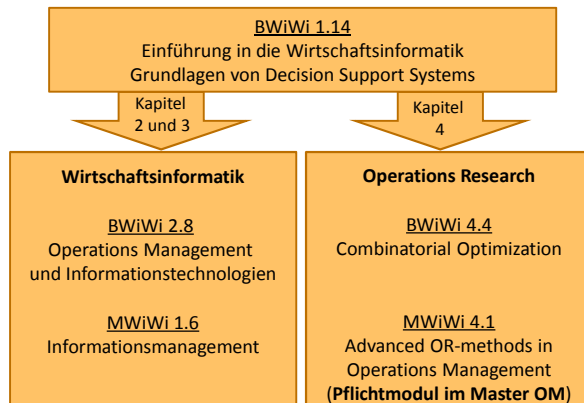 BWiWi 1.14
Einführung in die Wirtschaftsinformatik
Grundlagen von Decision Support Systems
Kapitel
2 und 3
Kapitel
4
Wirtschaftsinformatik
BWiWi 2.8
Operations Management
und Informationstechnologien
MWiWi 1.6
Informationsmanagement
Operations Research
BWiWi 4.4
Combinatorial Optimization
MWiWi 4.1
Advanced OR-methods in
Operations Management
(Pflichtmodul im Master OM)